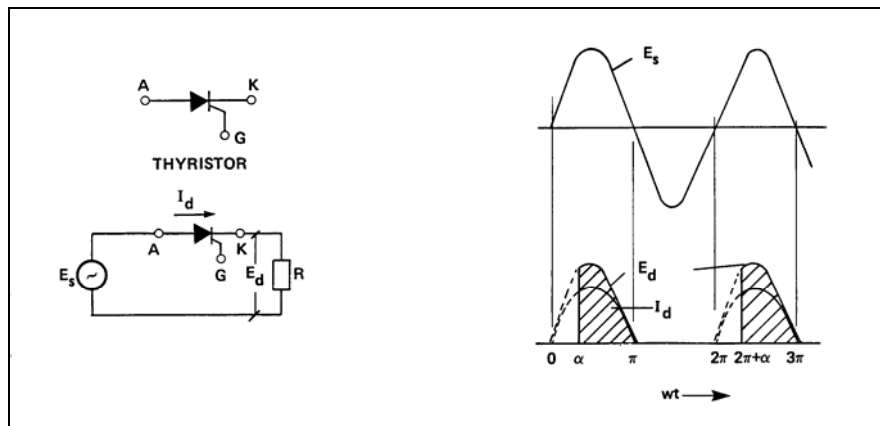 A K
G
THYRISTOR
I_d
A K
G
E_s ~ E_d R
E_s
E_d
I_d
0 α π 2π 2π+α 3π
wt